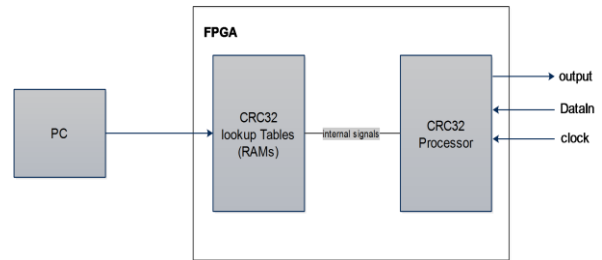 FPGA
PC
CRC32
lookup Tables
(RAMs)
internal signals
CRC32
Processor
output
DataIn
clock